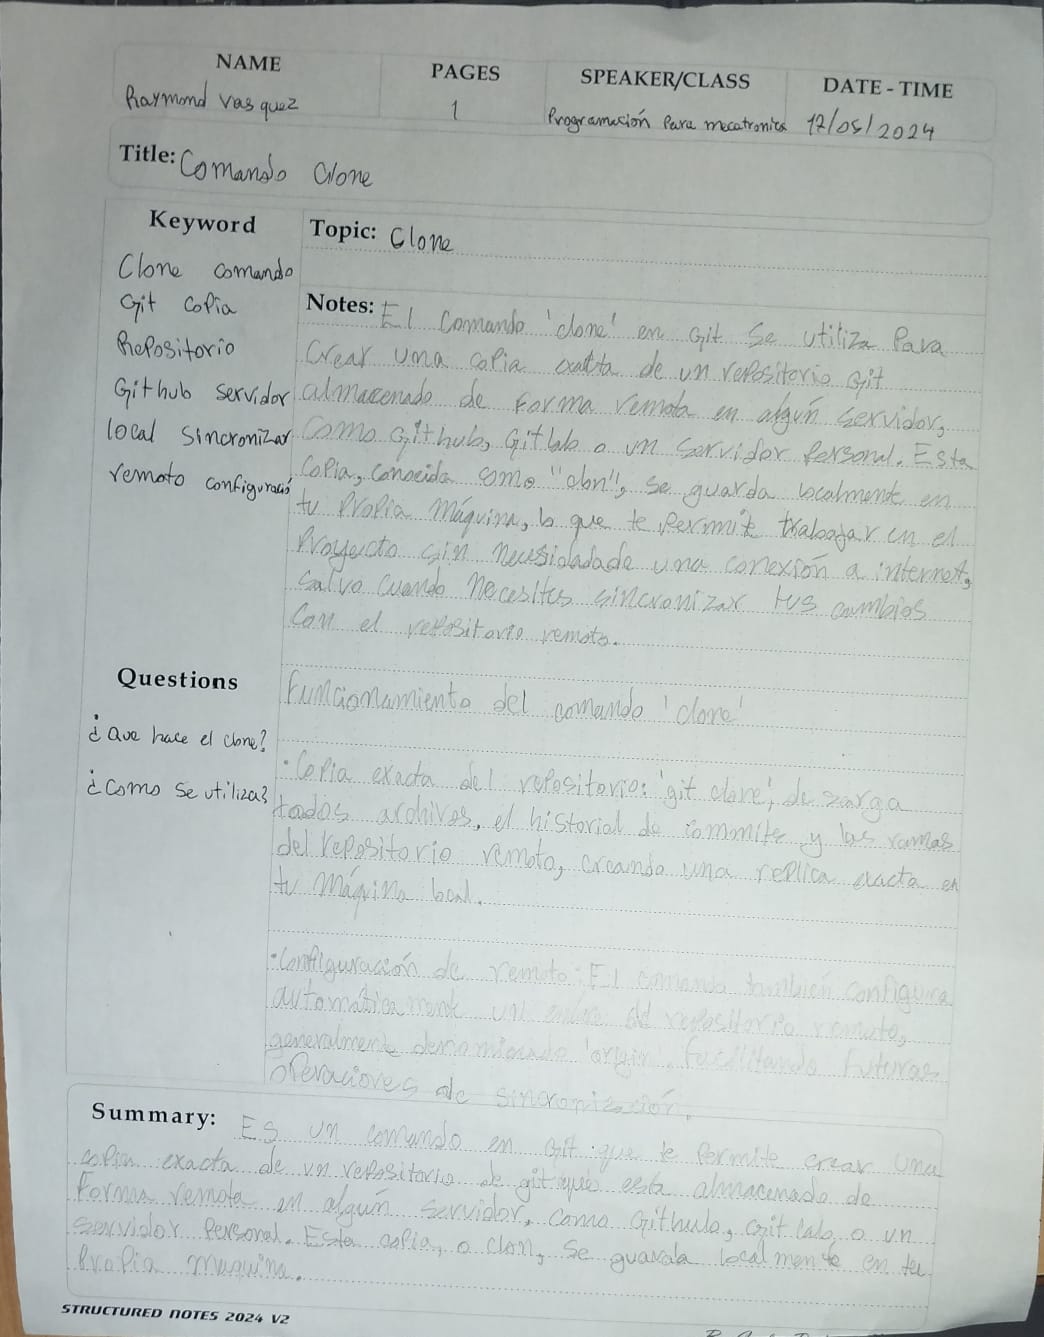 NAME PAGES SPEAKER/CLASS DATE - TIME
Raymond vasquez 1 Programación Para mecatronica 17/05/2024
Title: Comando Clone
Keyword
Clone comando
Git Copia
Repositorio
Github servidor
local sincronizar
remoto configuració
Topic: Clone
Notes: El Comando 'clone' en git se utiliza Para
Crear una copia exacta de un repositorio git
almacenado de forma remota en algún servidor,
Como Github, Gitlab o un servidor Personal. Esta
Copia, conocida como "clon", se guarda localmente en
tu Propia máquina, lo que te permite trabajar en el
Proyecto sin necesidadade una conexión a internet,
salvo cuando necesites sincronizar tus cambios
Con el repositorio remoto.
Questions
¿Que hace el clone?
¿Como se utiliza?
Funcionamiento del comando 'clone'
· Copia exacta del repositorio: 'git clone', de scarga
todos archivos, el historial de commits y las ramas
del repositorio remoto, creando una replica exacta en
tu máquina local.
· Configuración de remoto: El comando también configura
automáticamente un enlace del repositorio remoto,
generalmente denominado 'origin', facilitando futuras
operaciones de sincronización.
Summary: Es un comando en Git que te Permite crear una
copia exacta de un repositorio de git que está almacenado de
forma remota en algún servidor, como Github, git lab, o un
servidor Personal. Esta copia, o clon, se guarda localmente en tu
Propia maquina.
STRUCTURED NOTES 2024 V2